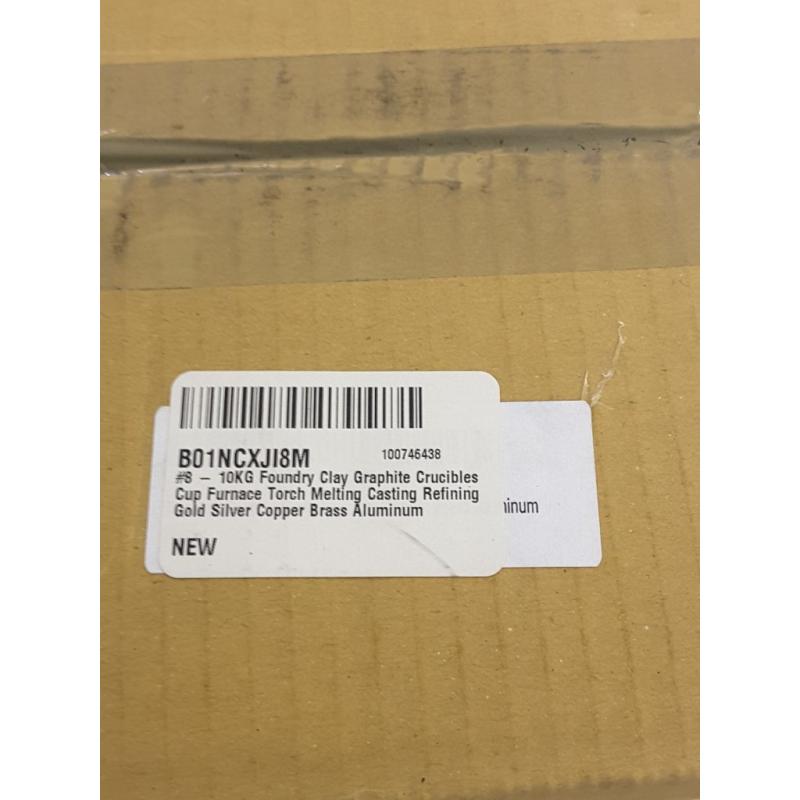 B01NCXJI8M 100746438
#8 – 10KG Foundry Clay Graphite Crucibles
Cup Furnace Torch Melting Casting Refining
Gold Silver Copper Brass Aluminum
NEW